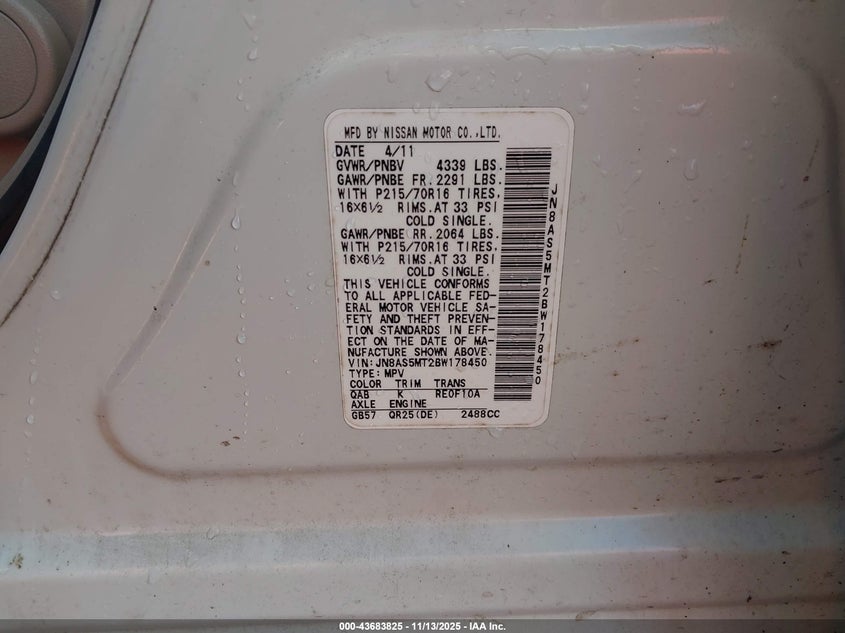 MFD BY NISSAN MOTOR CO.,LTD.
DATE 4/11
GVWR/PNBV 4339 LBS.
GAWR/PNBE FR. 2291 LBS.
WITH P215/70R16 TIRES.
16X6½ RIMS.AT 33 PSI
COLD SINGLE.
GAWR/PNBE RR. 2064 LBS.
WITH P215/70R16 TIRES.
16X6½ RIMS.AT 33 PSI
COLD SINGLE.
THIS VEHICLE CONFORMS
TO ALL APPLICABLE FED-
ERAL MOTOR VEHICLE SA-
FETY AND THEFT PREVEN-
TION STANDARDS IN EFF-
ECT ON THE DATE OF MA-
NUFACTURE SHOWN ABOVE.
VIN: JN8AS5MT2BW178450
TYPE: MPV
COLOR TRIM TRANS
QAB K RE0F10A
AXLE ENGINE
GB57 QR25(DE) 2488CC
JN8AS5MT2BW178450
000-43683825 - 11/13/2025 - IAA Inc.